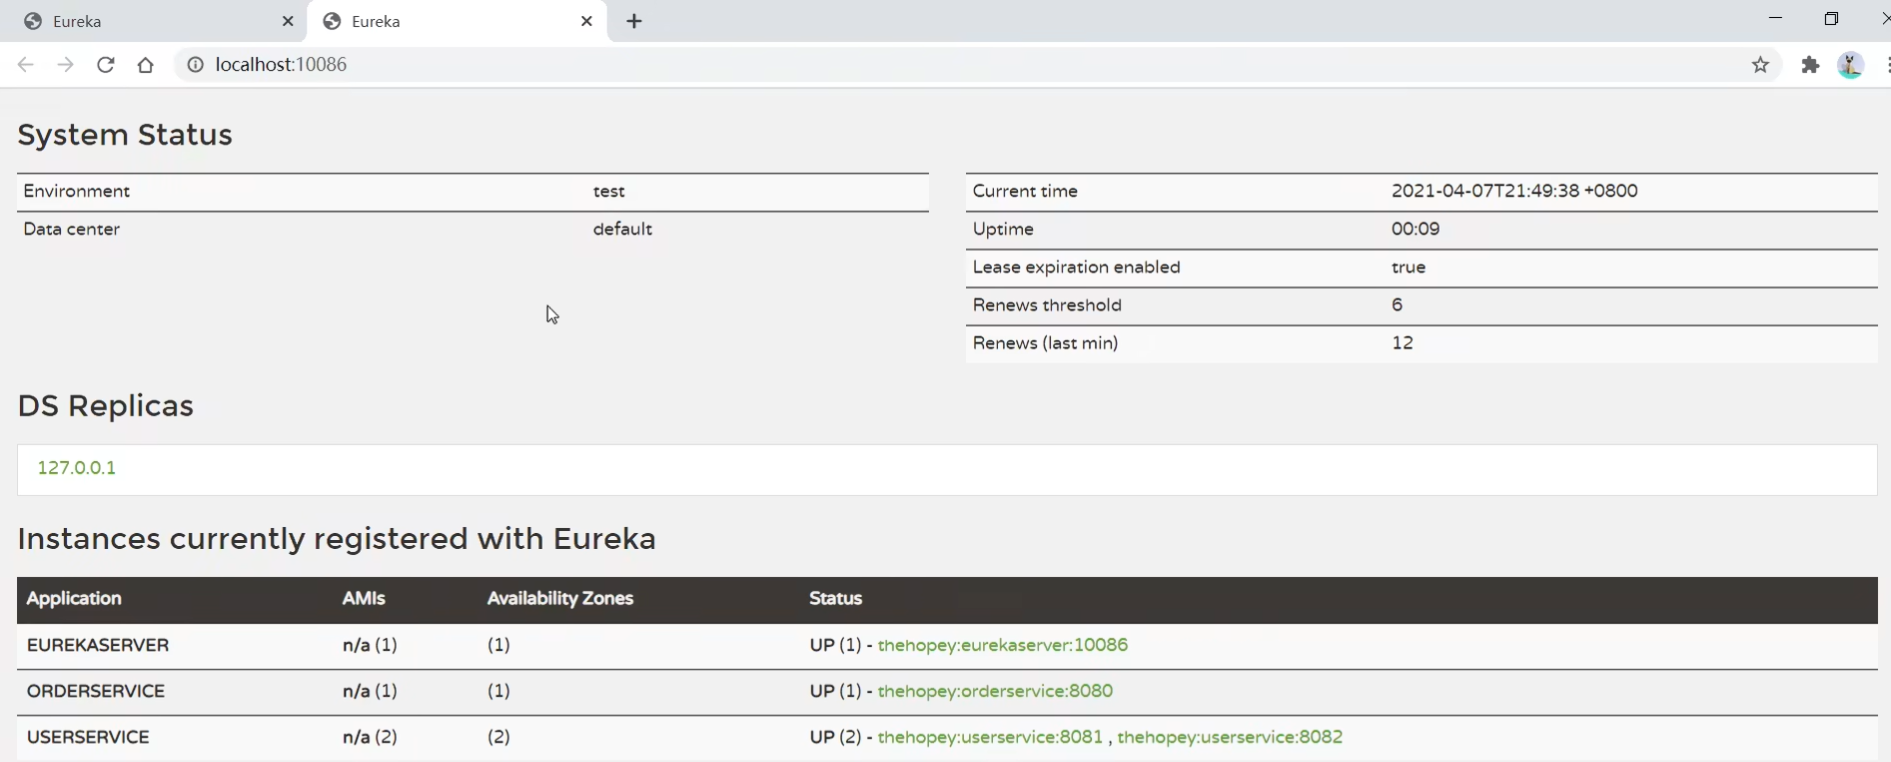 Eureka
Eureka
localhost:10086
System Status
Environment test
Data center default
Current time 2021-04-07T21:49:38 +0800
Uptime 00:09
Lease expiration enabled true
Renews threshold 6
Renews (last min) 12
DS Replicas
127.0.0.1
Instances currently registered with Eureka
Application AMIs Availability Zones Status
EUREKASERVER n/a (1) (1) UP (1) - thehopey:eurekaserver:10086
ORDERSERVICE n/a (1) (1) UP (1) - thehopey:orderservice:8080
USERSERVICE n/a (2) (2) UP (2) - thehopey:userservice:8081 , thehopey:userservice:8082